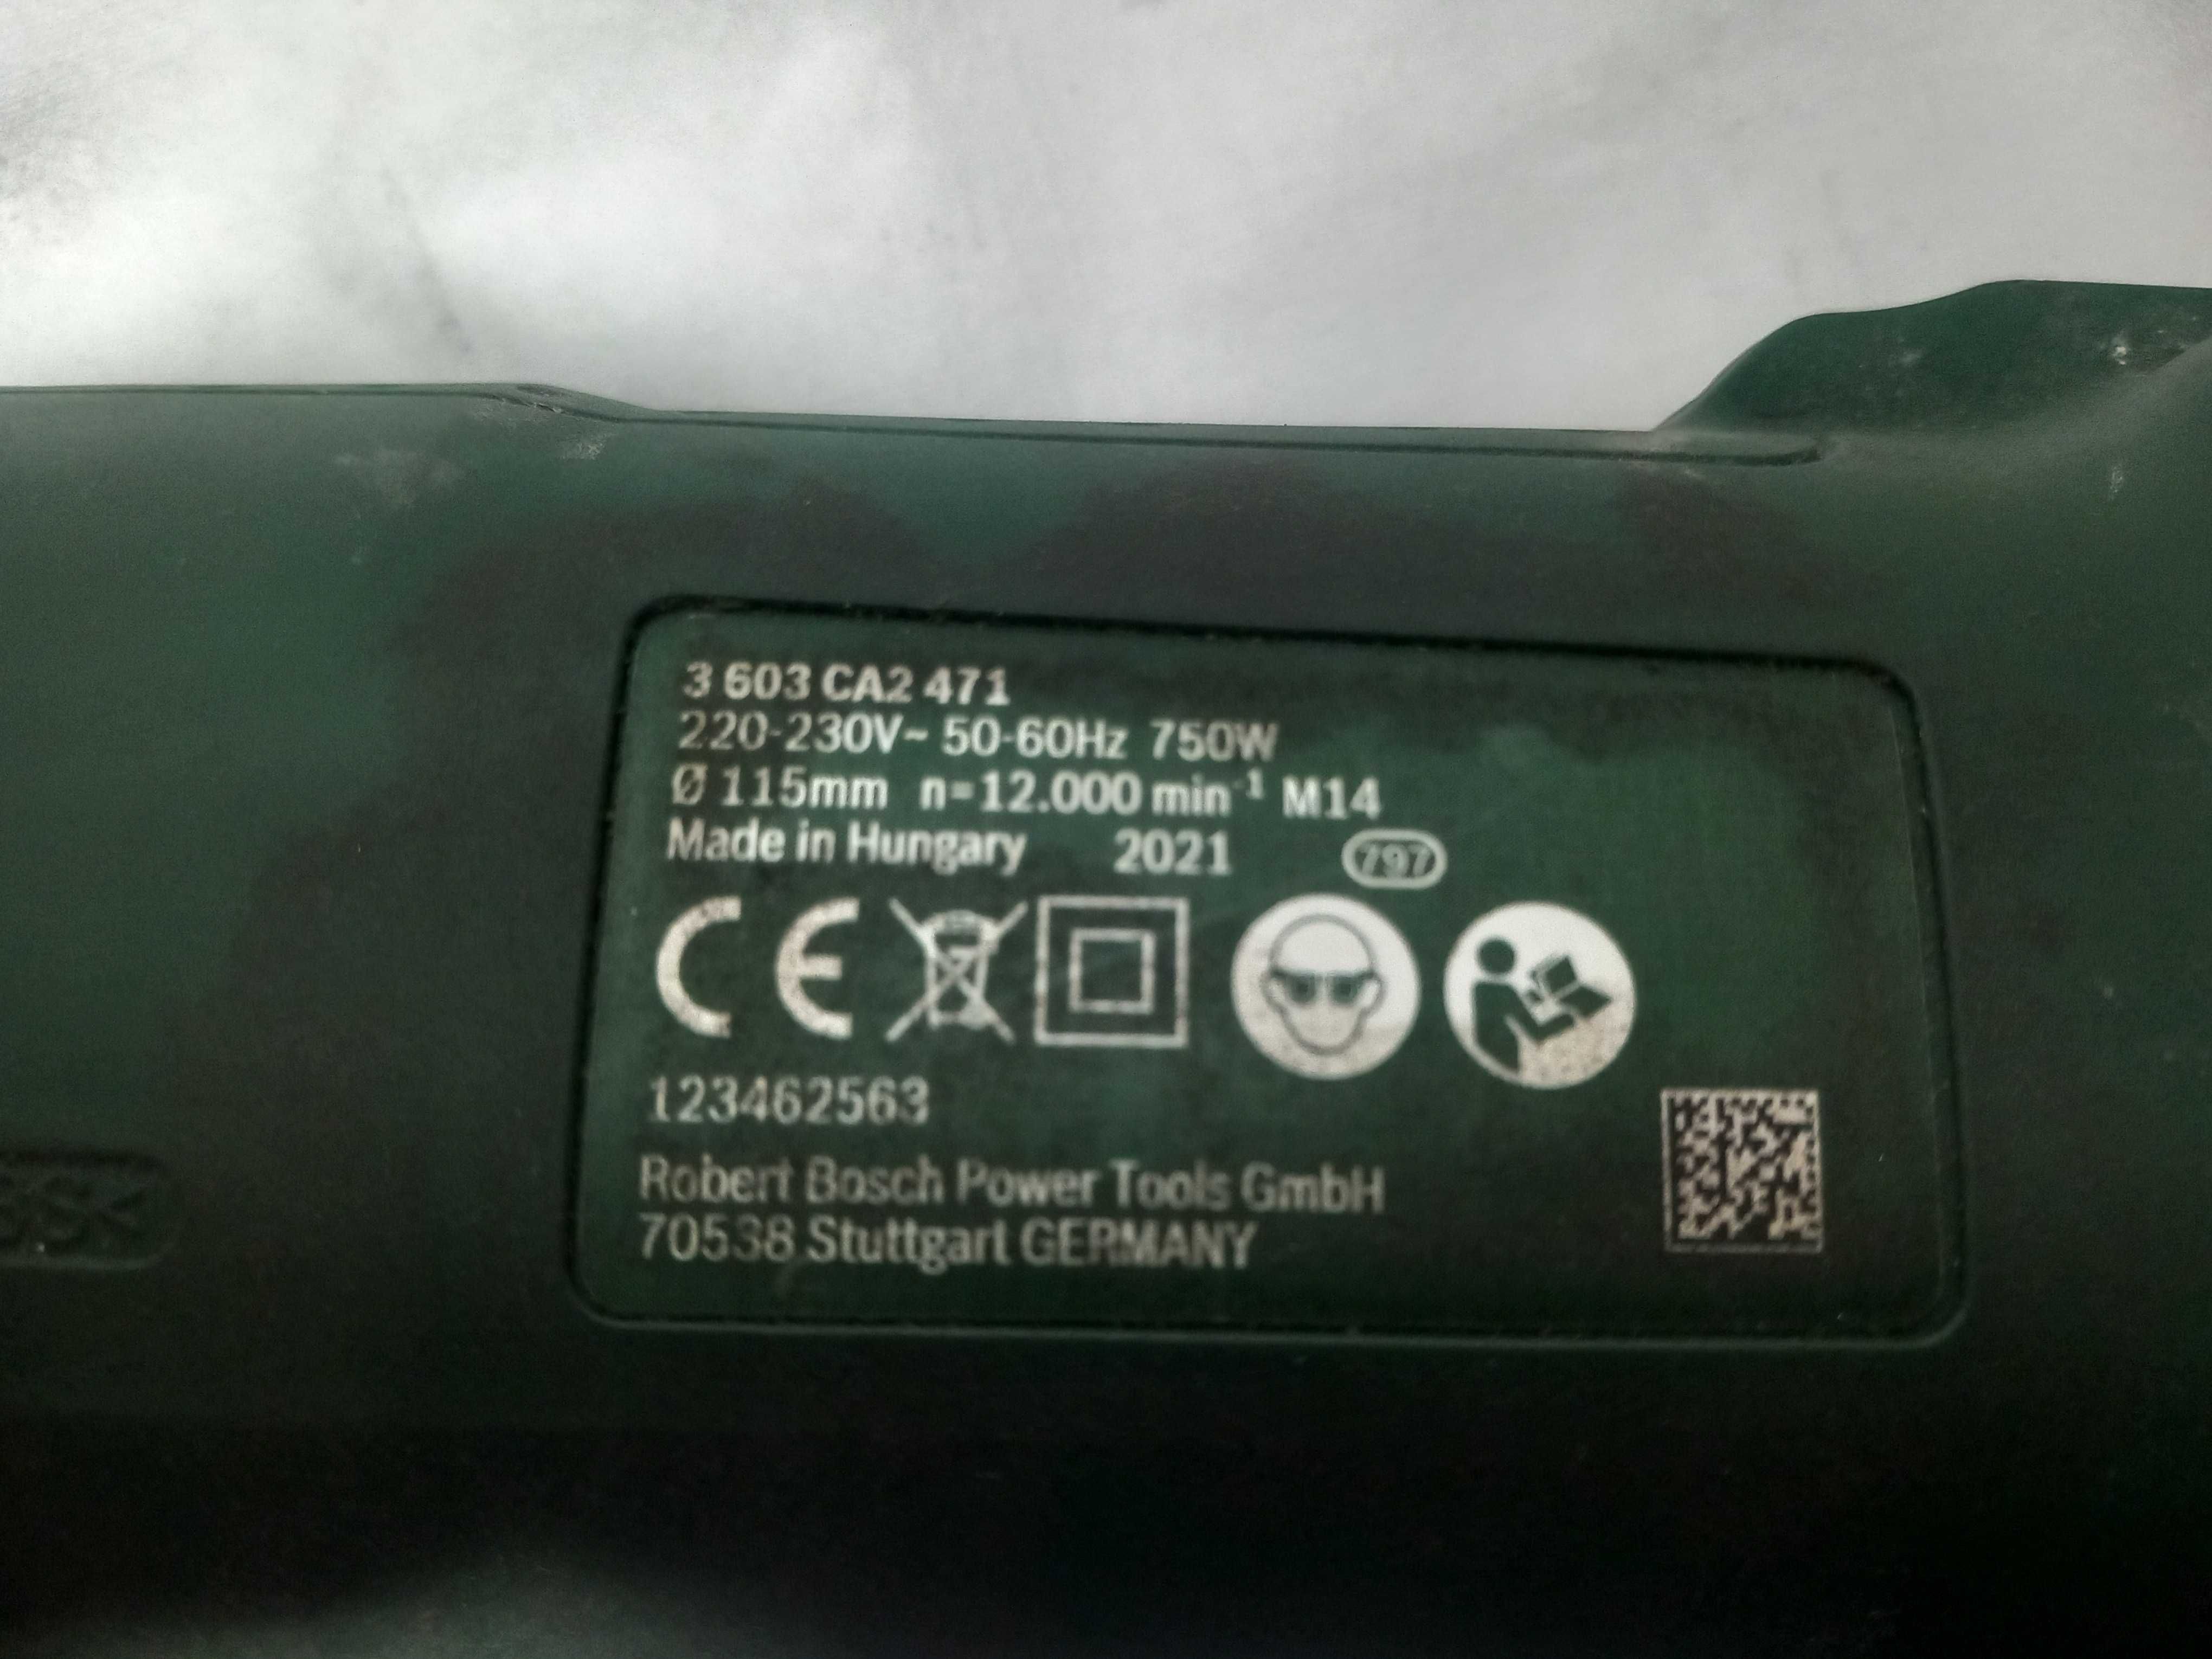 3 603 CA2 471
220-230V~ 50-60Hz 750W
Ø 115mm n=12.000 min-1 M14
Made in Hungary 2021 797
CE
123462563
Robert Bosch Power Tools GmbH
70538 Stuttgart GERMANY